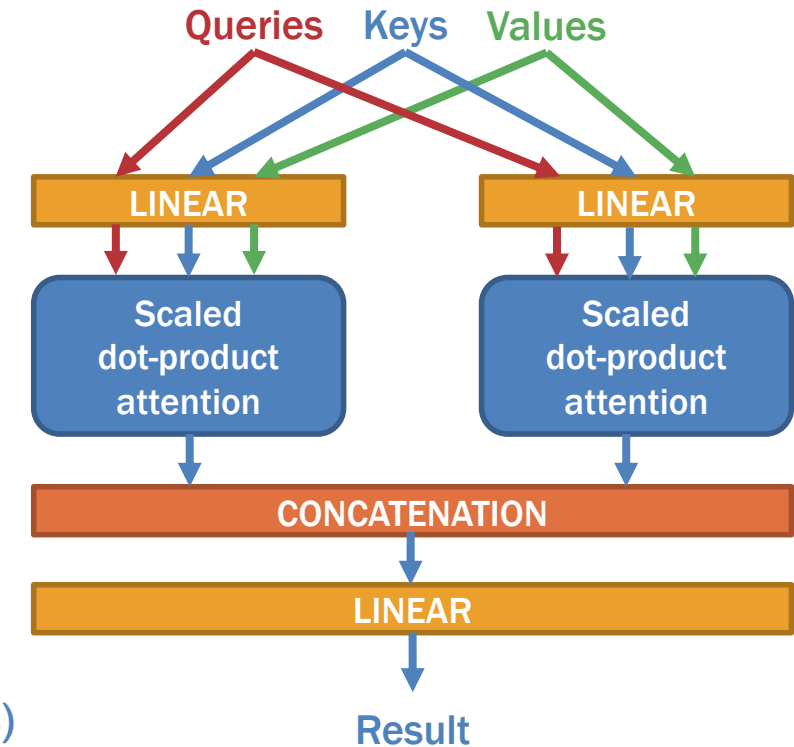 Queries Keys Values
LINEAR LINEAR
Scaled Scaled
dot-product dot-product
attention attention
CONCATENATION
LINEAR
)
Result